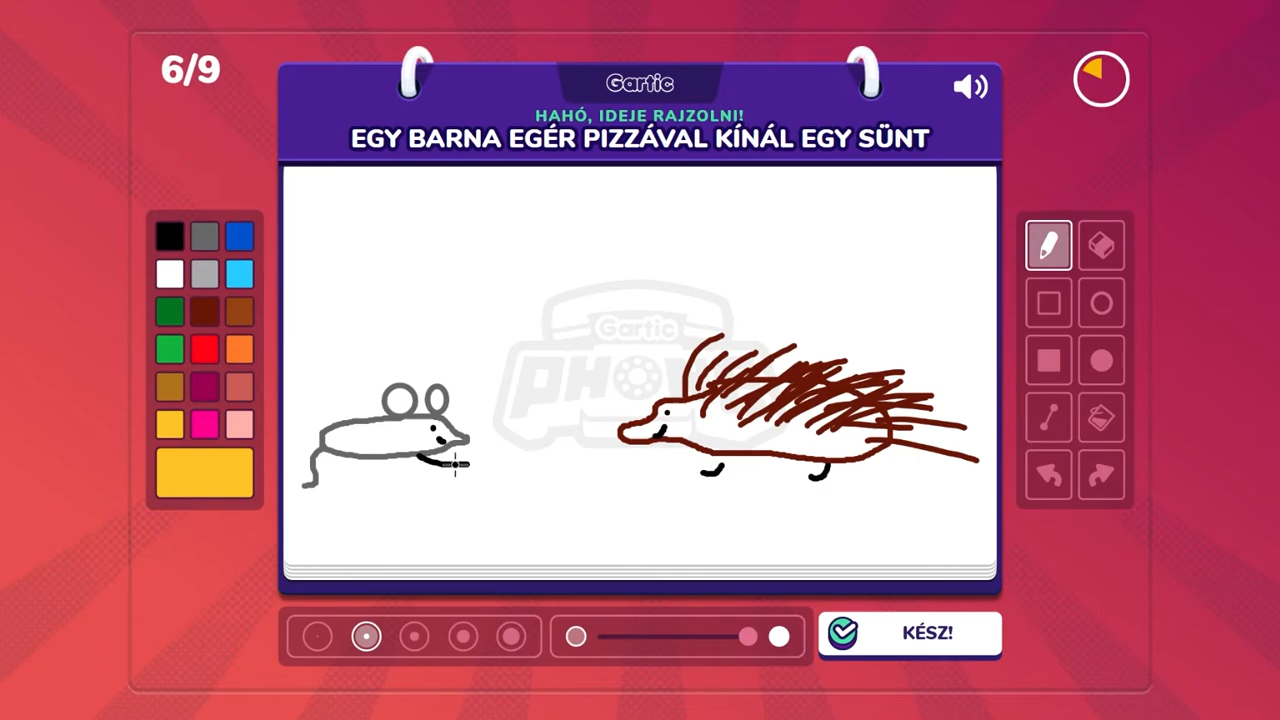 6/9
Gartic
HAHÓ, IDEJE RAJZOLNI!
EGY BARNA EGÉR PIZZÁVAL KÍNÁL EGY SÜNT
Gartic
PHONE
KÉSZ!